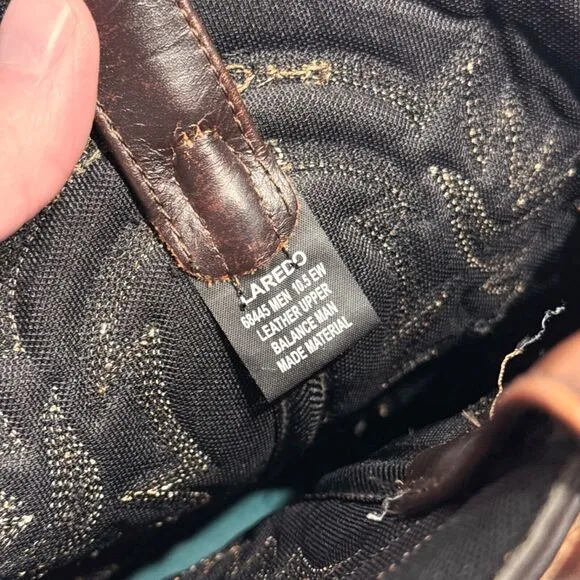 LAREDO
68445 MEN 10.5 EW
LEATHER UPPER
BALANCE MAN
MADE MATERIAL